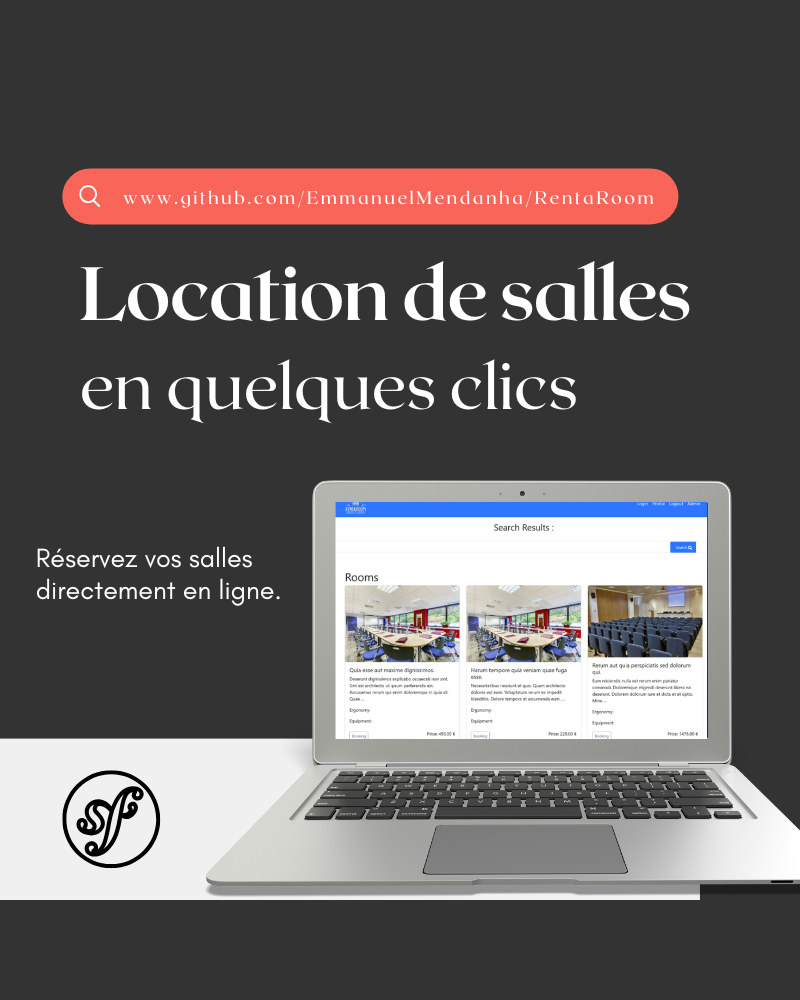 www.github.com/EmmanuelMendanha/RentaRoom
Location de salles
en quelques clics
Réservez vos salles
directement en ligne.
Login Profile Logout Admin
Search Results :
Search
Rooms
Quia esse aut maxime dignissimos.
Deserunt dignissimos explicabo occaecati non sint.
Sint est architecto ut ipsum perferendis est.
Accusamus rerum qui enim doloremque in quia sit.
Quae ...
Ergonomy:
Equipment:
Booking
Price: 493.00 €
Harum tempore quia veniam quae fuga
esse.
Necessitatibus nesciunt et quis. Quam architecto
dolores est eum. Voluptatum rerum ex impedit
blanditiis. Dolore tempora et assumenda eum ...
Ergonomy:
Equipment:
Booking
Price: 229.00 €
Rerum aut quia perspiciatis sed dolorum
qui.
Eum reiciendis nulla est rerum enim pariatur
commodi. Doloremque eligendi deserunt libero ea
deserunt. Dolorem dolorum iure et dicta et et optio.
Minu ...
Ergonomy:
Equipment:
Booking
Price: 1476.00 €
sf